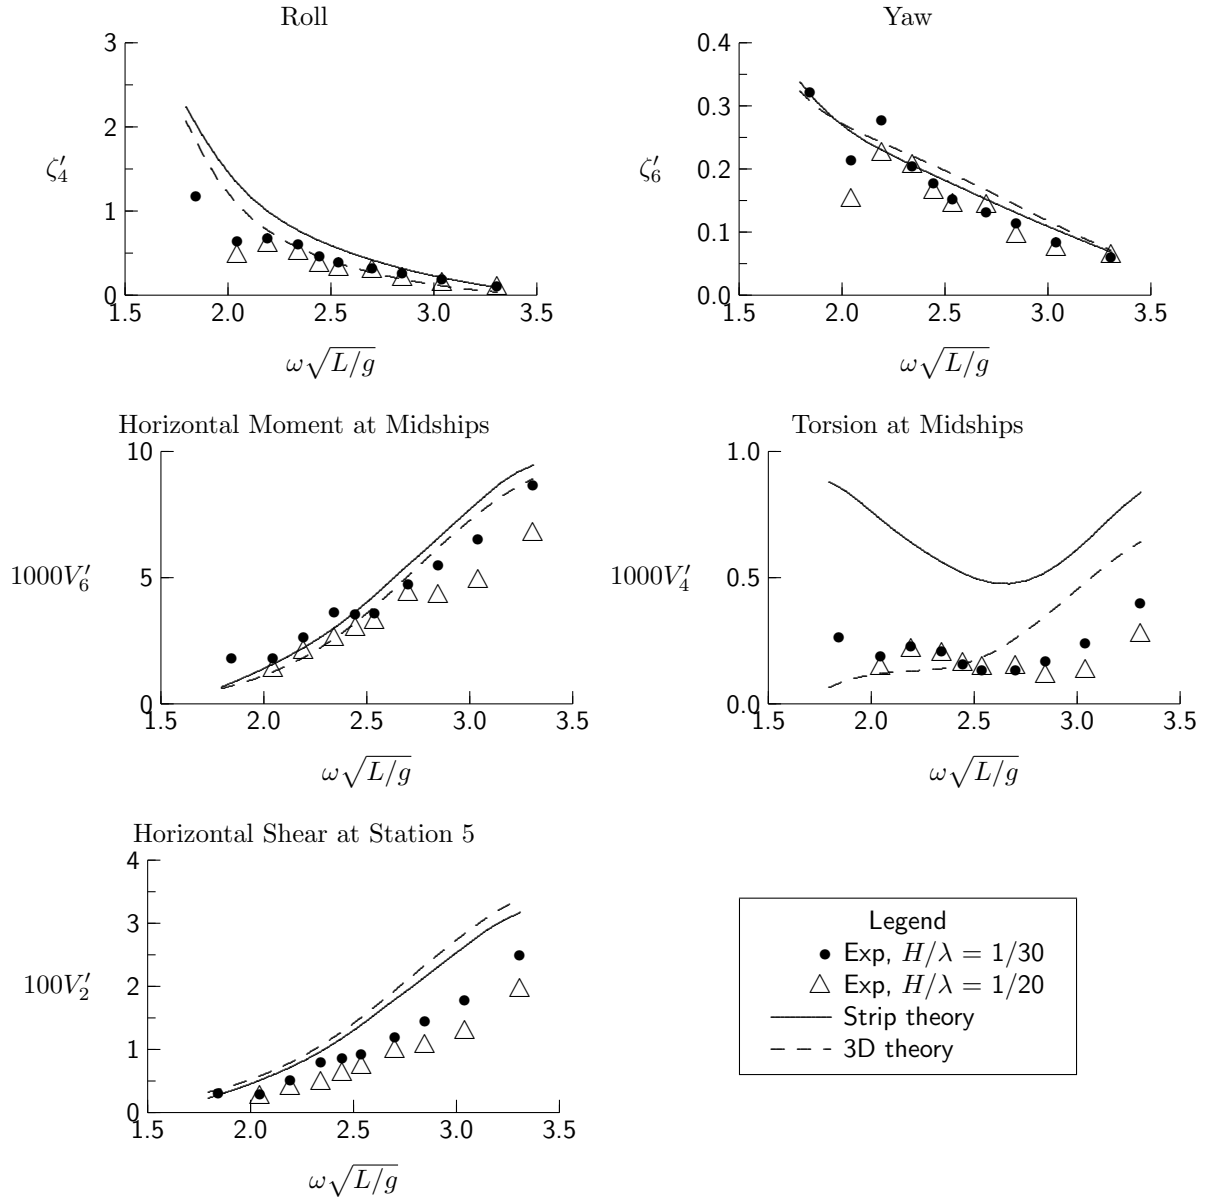 Roll
3
2
1
0
ζ′4
1.5 2.0 2.5 3.0 3.5
ω√L/g
Yaw
0.4
0.3
0.2
0.1
0.0
ζ′6
1.5 2.0 2.5 3.0 3.5
ω√L/g
Horizontal Moment at Midships
10
5
0
1000V′6
1.5 2.0 2.5 3.0 3.5
ω√L/g
Torsion at Midships
1.0
0.5
0.0
1000V′4
1.5 2.0 2.5 3.0 3.5
ω√L/g
Horizontal Shear at Station 5
4
3
2
1
0
100V′2
1.5 2.0 2.5 3.0 3.5
ω√L/g
Legend
Exp, H/λ = 1/30
Exp, H/λ = 1/20
Strip theory
3D theory